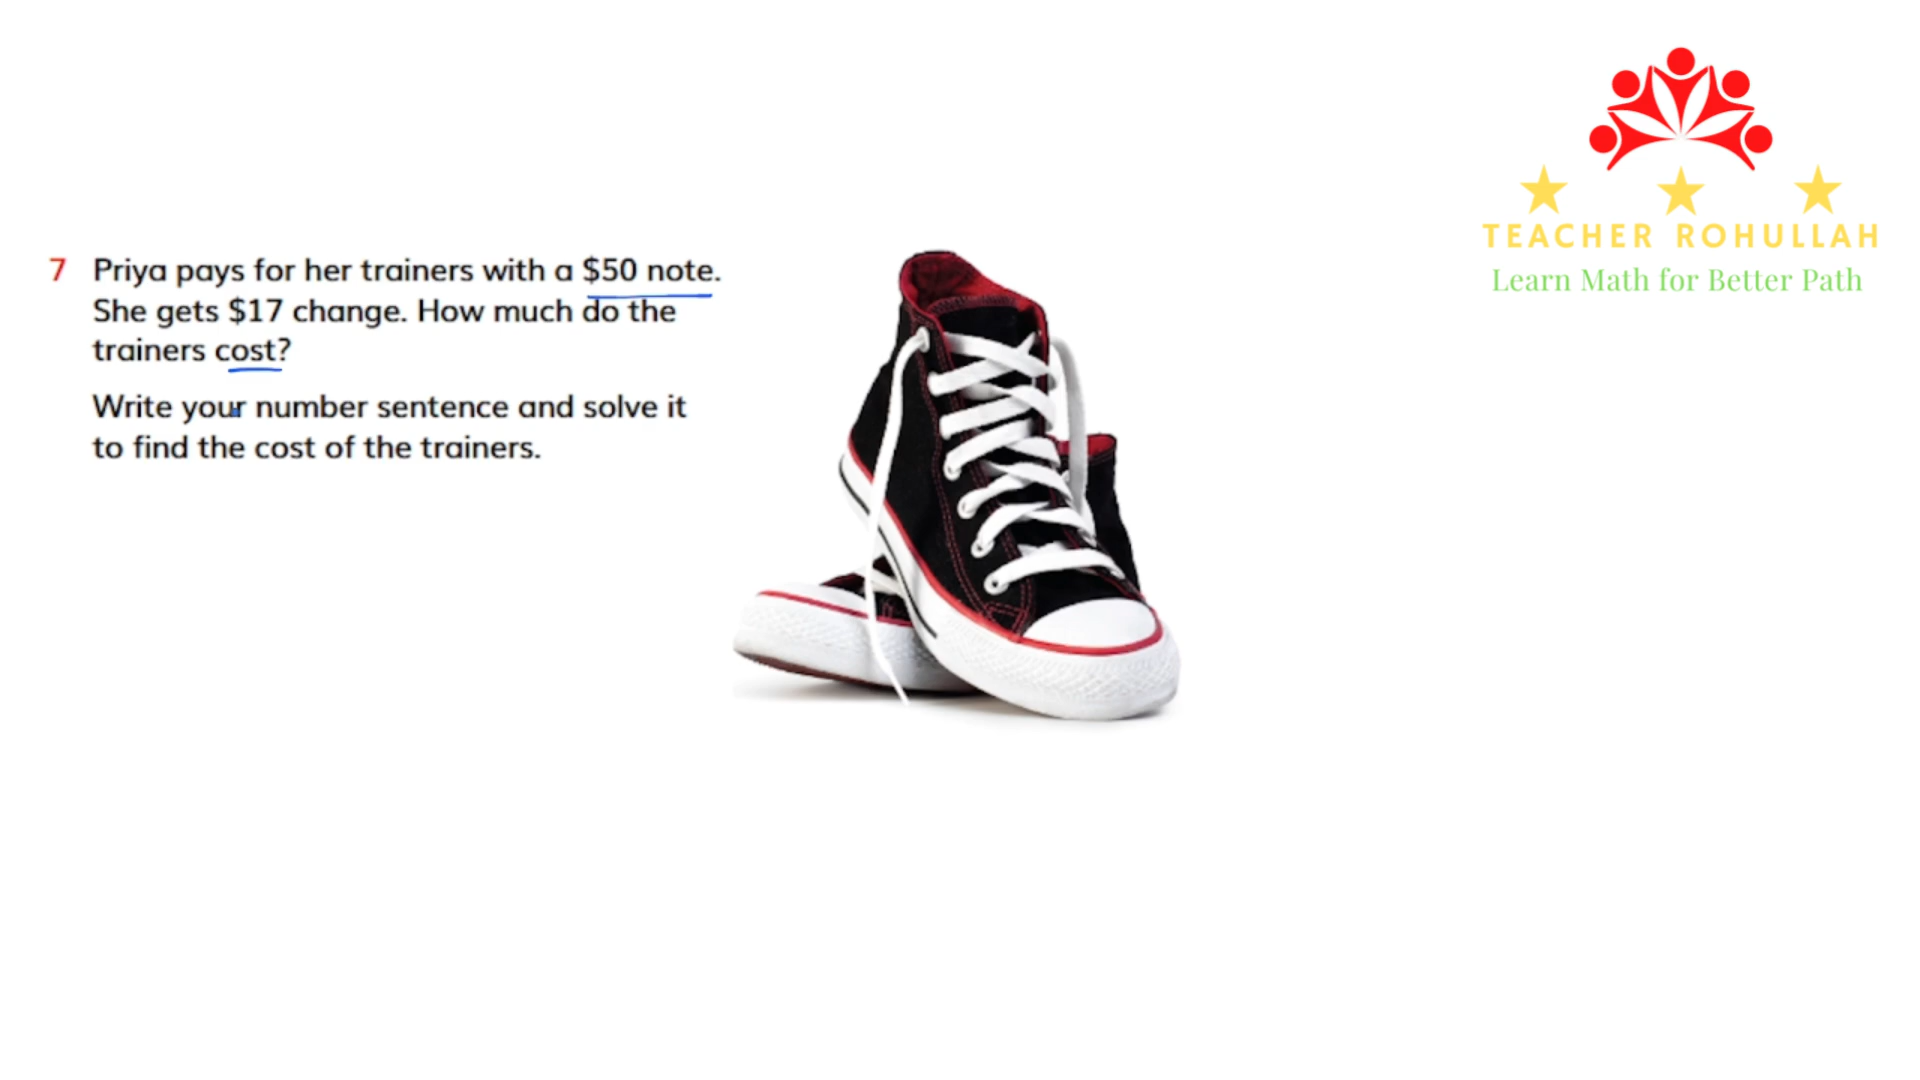 7 Priya pays for her trainers with a $50 note.
She gets $17 change. How much do the
trainers cost?
Write your number sentence and solve it
to find the cost of the trainers.
TEACHER ROHULLAH
Learn Math for Better Path